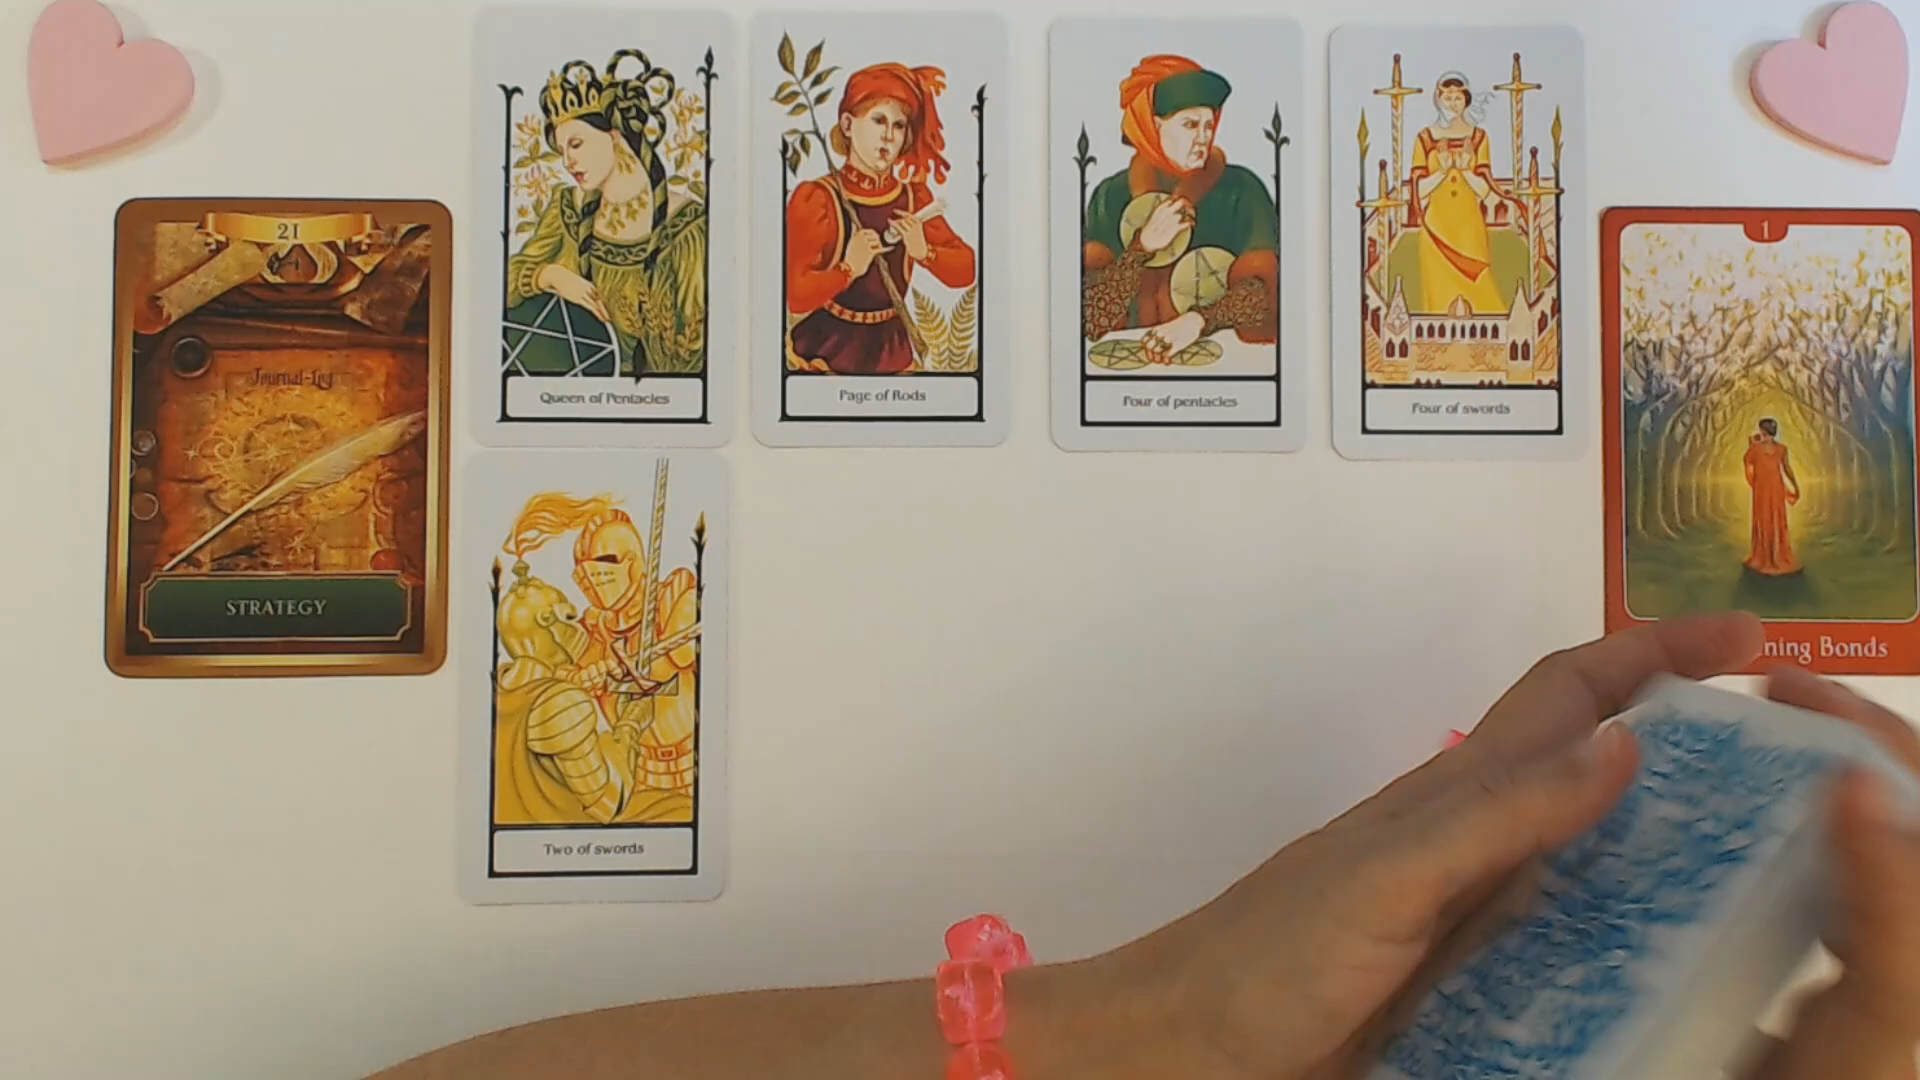 21
Journal-Log
STRATEGY
Queen of Pentacles
Page of Rods
Four of pentacles
Four of swords
1
ning Bonds
Two of swords